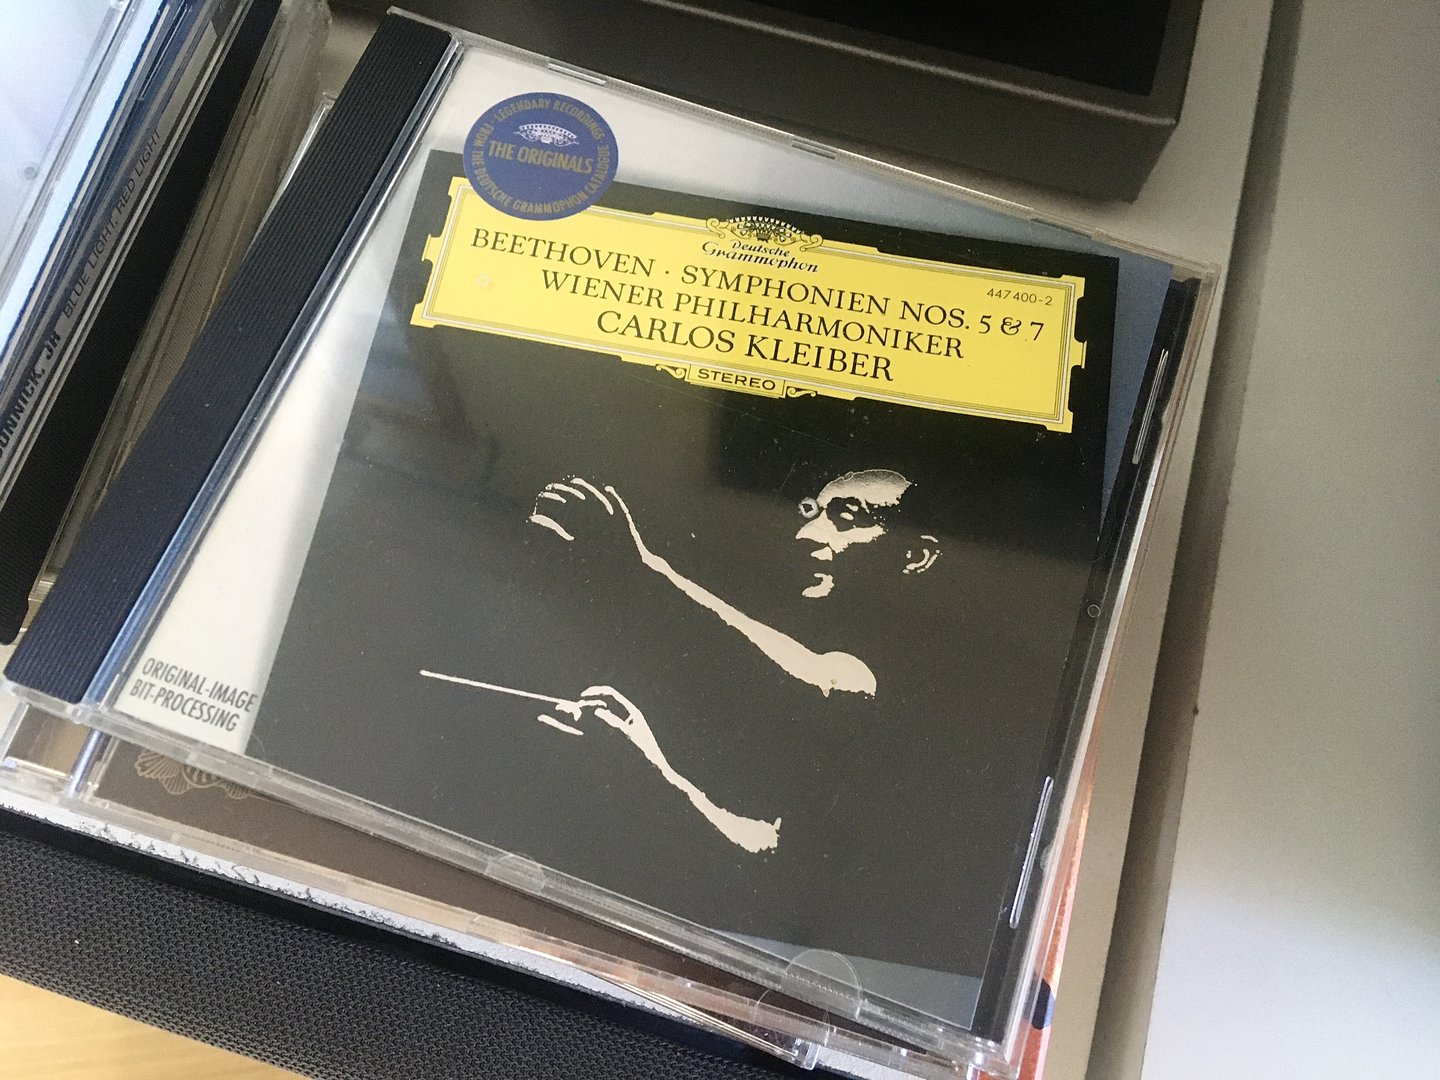 LEGENDARY RECORDINGS
FROM THE DEUTSCHE GRAMMOPHON CATALOGUE
THE ORIGINALS
Deutsche
Grammophon
447 400-2
BEETHOVEN · SYMPHONIEN NOS. 5 & 7
WIENER PHILHARMONIKER
CARLOS KLEIBER
STEREO
ORIGINAL-IMAGE
BIT-PROCESSING
JR BLUE LIGHT, RED LIGHT